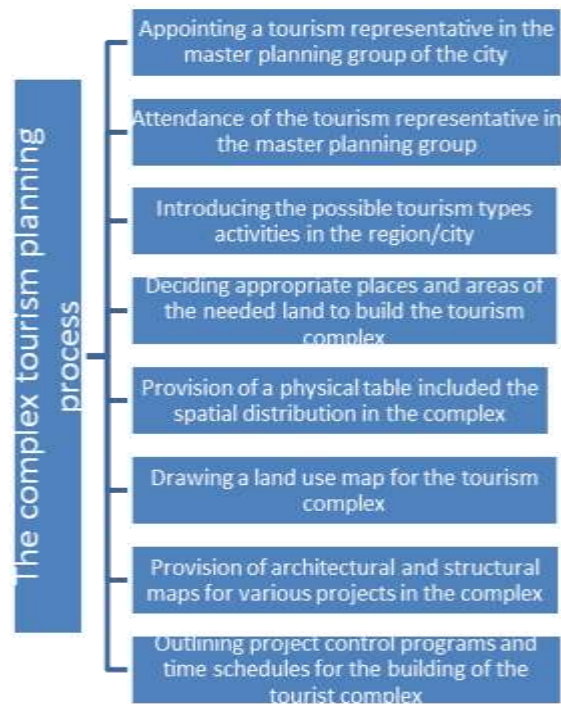 The complex tourism planning
process
Appointing a tourism representative in the
master planning group of the city
Attendance of the tourism representative in
the master planning group
Introducing the possible tourism types
activities in the region/city
Deciding appropriate places and areas of
the needed land to build the tourism
complex
Provision of a physical table included the
spatial distribution in the complex
Drawing a land use map for the tourism
complex
Provision of architectural and structural
maps for various projects in the complex
Outlining project control programs and
time schedules for the building of the
tourist complex